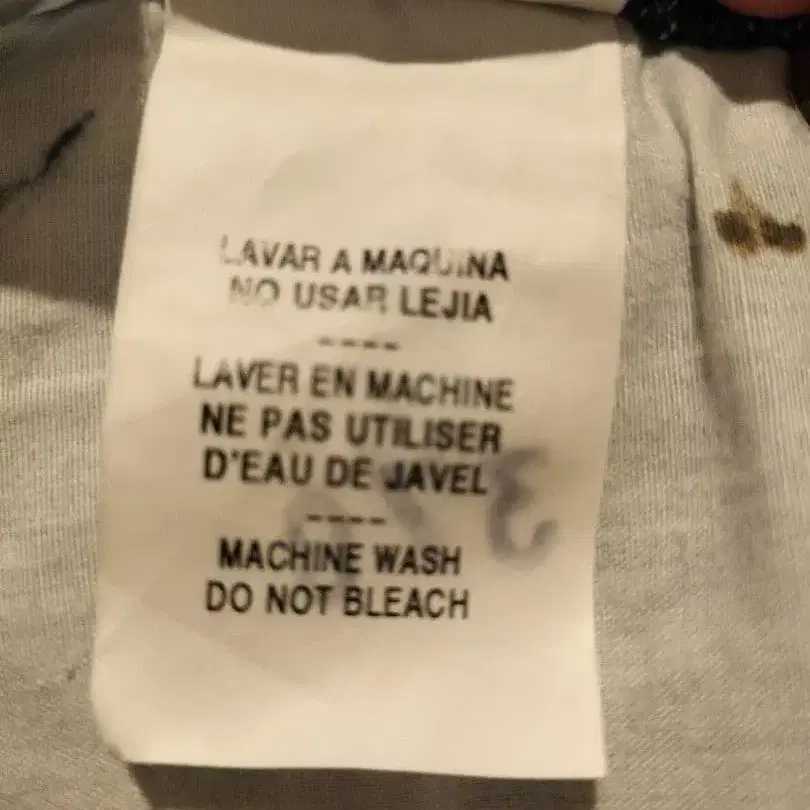 LAVAR A MAQUINA
NO USAR LEJIA
----
LAVER EN MACHINE
NE PAS UTILISER
D'EAU DE JAVEL
----
MACHINE WASH
DO NOT BLEACH